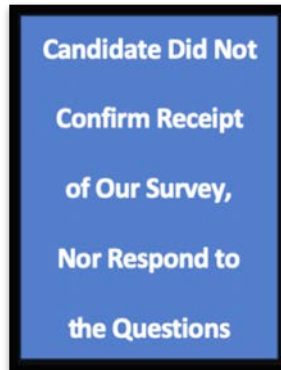 Candidate Did Not
Confirm Receipt
of Our Survey,
Nor Respond to
the Questions